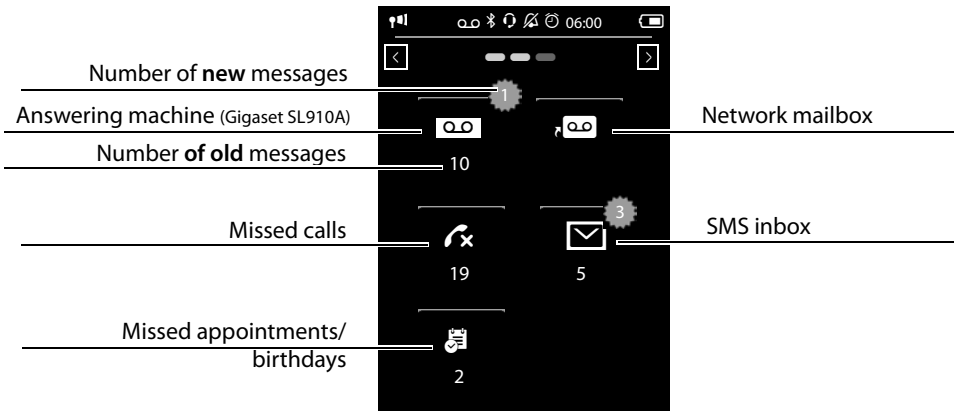 06:00
Number of new messages
1
Answering machine (Gigaset SL910A)
Network mailbox
Number of old messages
10
3
Missed calls
SMS inbox
19
5
Missed appointments/
birthdays
2